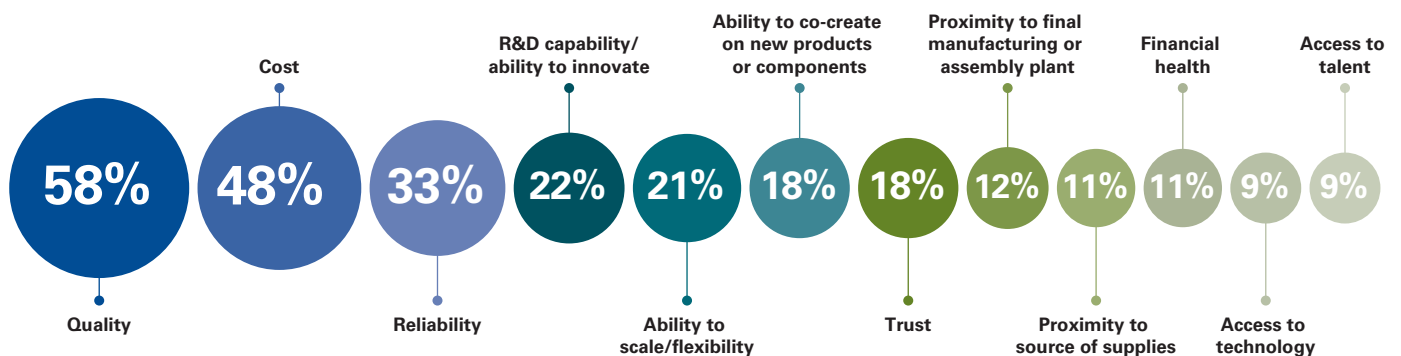 Cost
R&D capability/
ability to innovate
Ability to co-create
on new products
or components
Proximity to final
manufacturing or
assembly plant
Financial
health
Access to
talent
58%
48%
33%
22%
21%
18%
18%
12%
11%
11%
9%
9%
Quality
Reliability
Ability to
scale/flexibility
Trust
Proximity to
source of supplies
Access to
technology